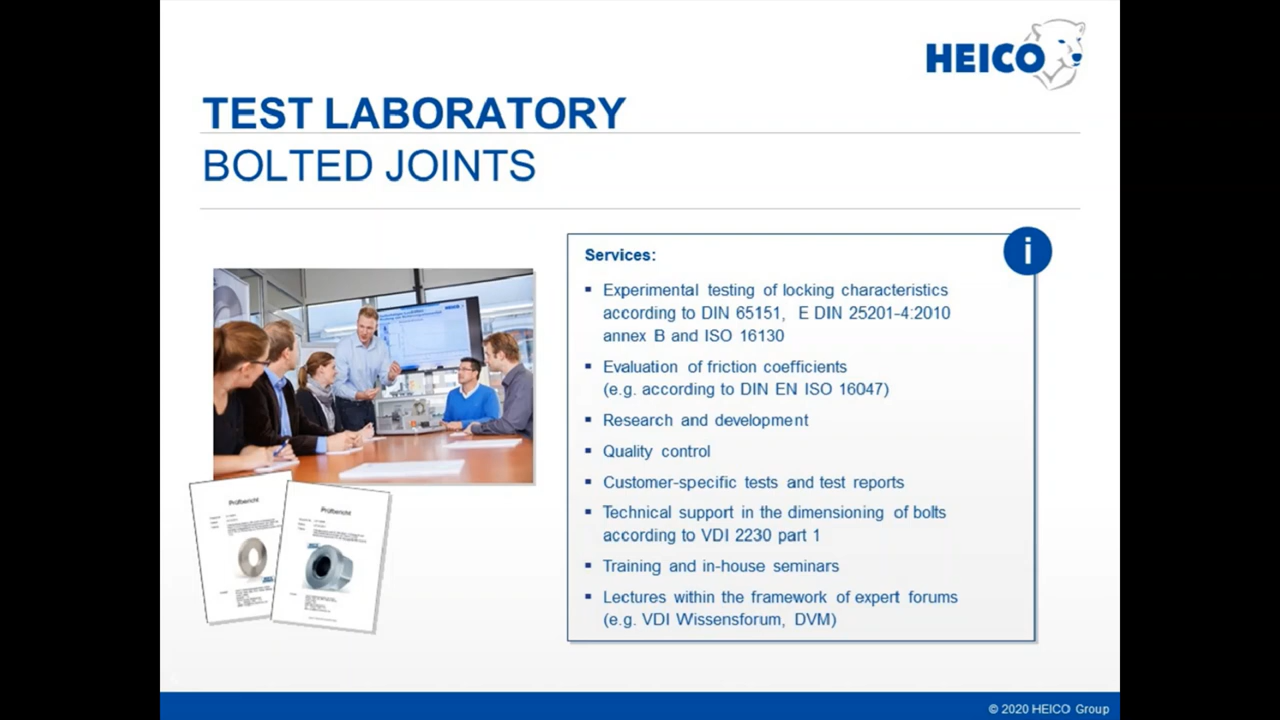 HEICO
TEST LABORATORY
BOLTED JOINTS
i
Services:
▪ Experimental testing of locking characteristics
according to DIN 65151, E DIN 25201-4:2010
annex B and ISO 16130
▪ Evaluation of friction coefficients
(e.g. according to DIN EN ISO 16047)
▪ Research and development
▪ Quality control
▪ Customer-specific tests and test reports
▪ Technical support in the dimensioning of bolts
according to VDI 2230 part 1
▪ Training and in-house seminars
▪ Lectures within the framework of expert forums
(e.g. VDI Wissensforum, DVM)
HEICO
Prüfbericht
Prüfbericht
© 2020 HEICO Group